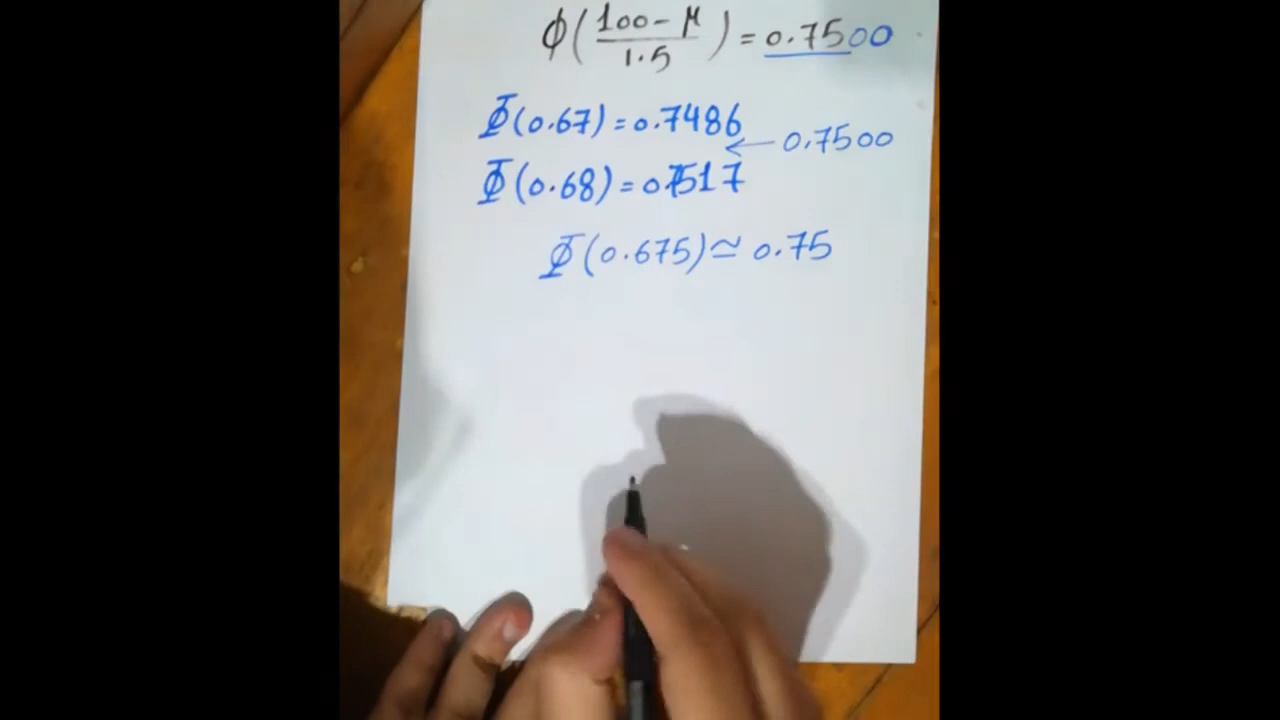 ϕ(100-μ/1.5) = 0.7500
Φ(0.67) = 0.7486
← 0.7500
Φ(0.68) = 0.7517
Φ(0.675) ≃ 0.75